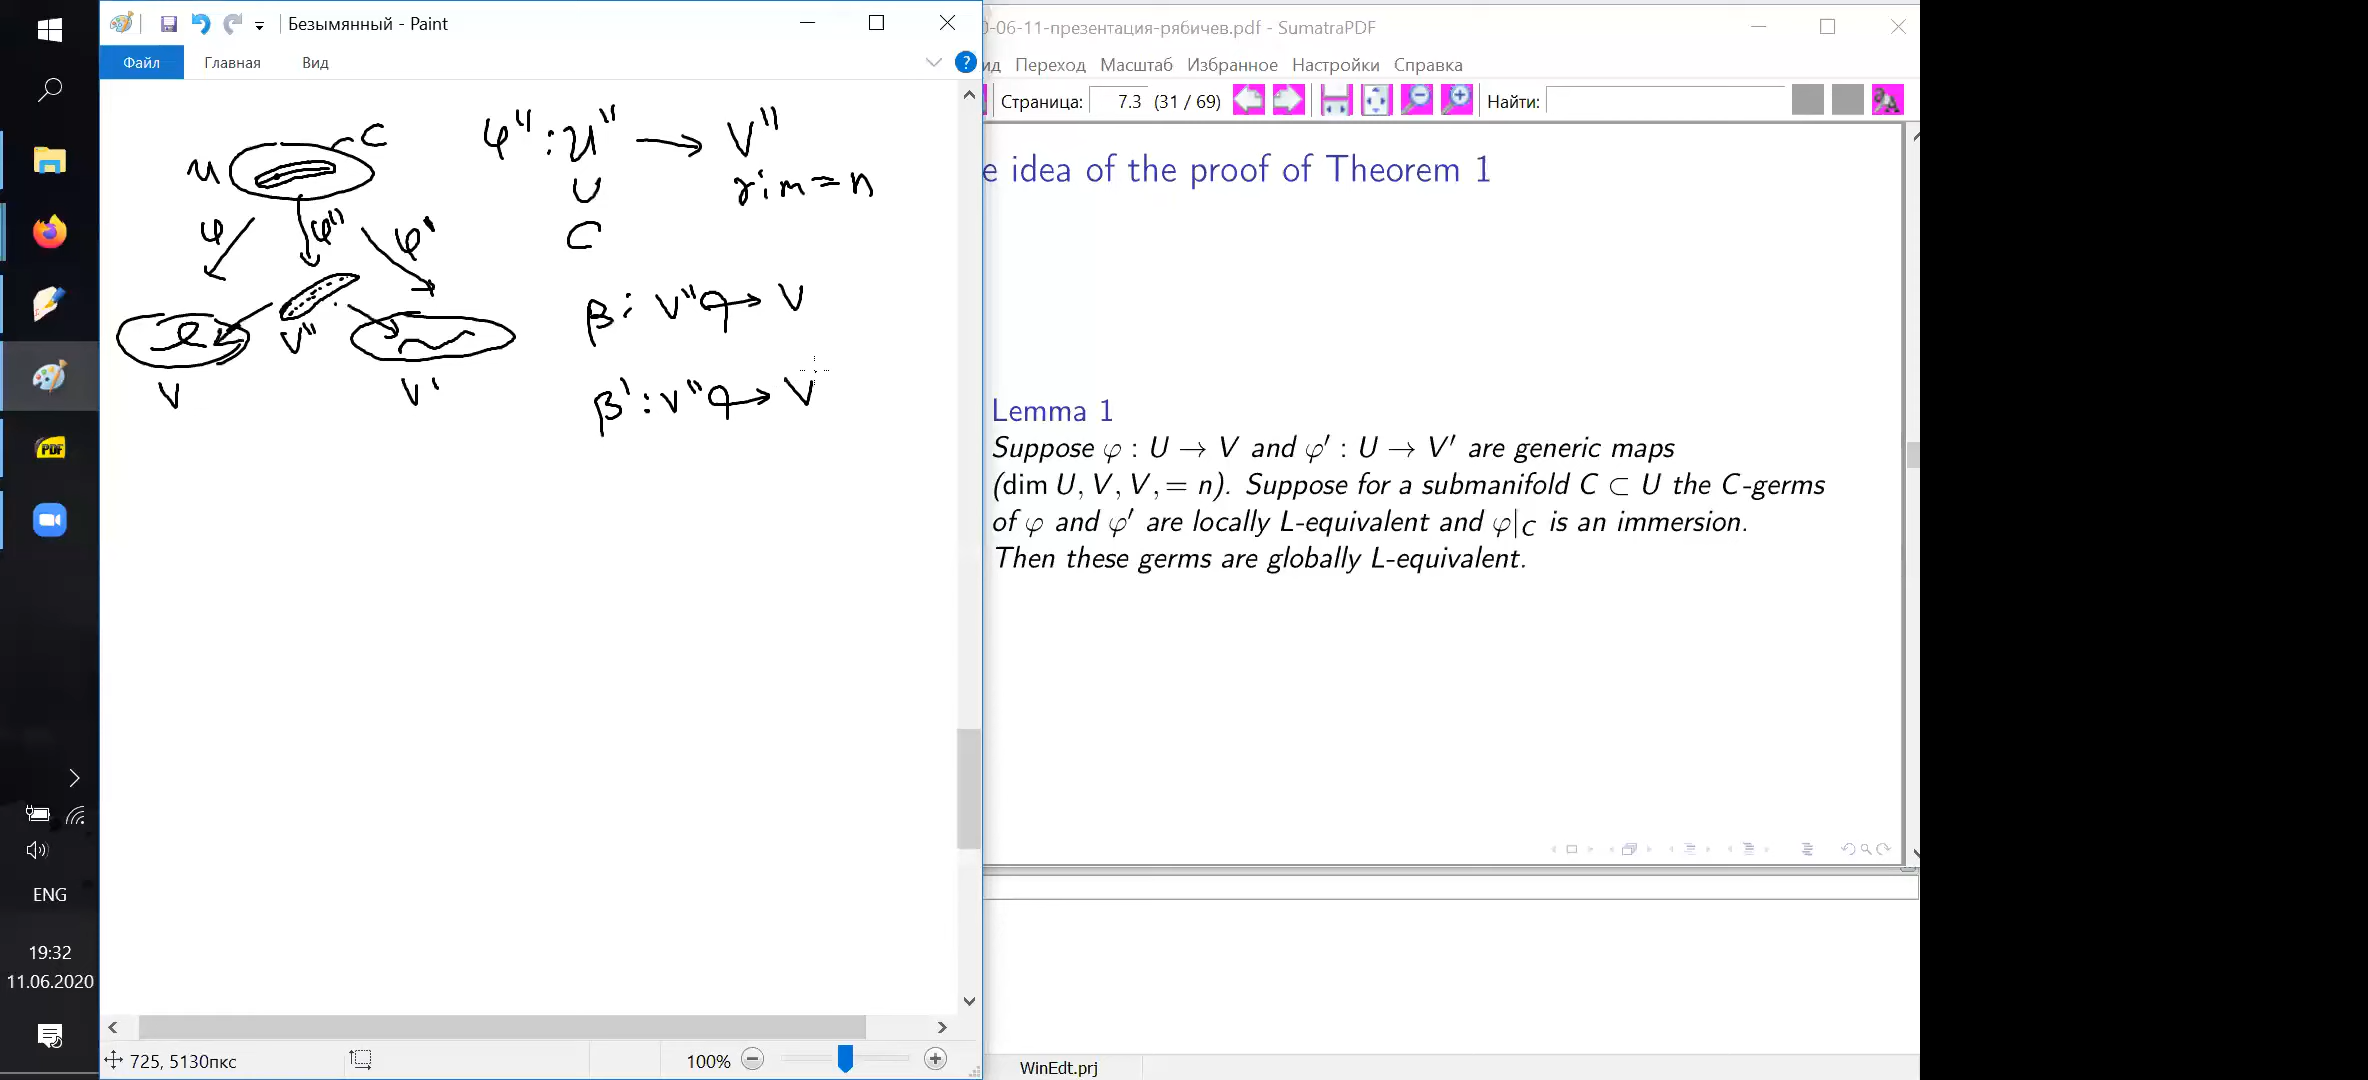 Безымянный - Paint
Файл Главная Вид
C
U
φ φ'' φ'
V'' 
V V'
φ'' : U'' → V''
∪ dim = n
C
β : V'' ↬ V
β' : V'' ↬ V
725, 5130пкс
100%
0-06-11-презентация-рябичев.pdf - SumatraPDF
ид Переход Масштаб Избранное Настройки Справка
Страница: 7.3 (31 / 69) Найти:
e idea of the proof of Theorem 1
Lemma 1
Suppose φ : U → V and φ′ : U → V′ are generic maps
(dim U, V, V, = n). Suppose for a submanifold C ⊂ U the C-germs
of φ and φ′ are locally L-equivalent and φ|C is an immersion.
Then these germs are globally L-equivalent.
WinEdt.prj
PDF
ENG
19:32
11.06.2020